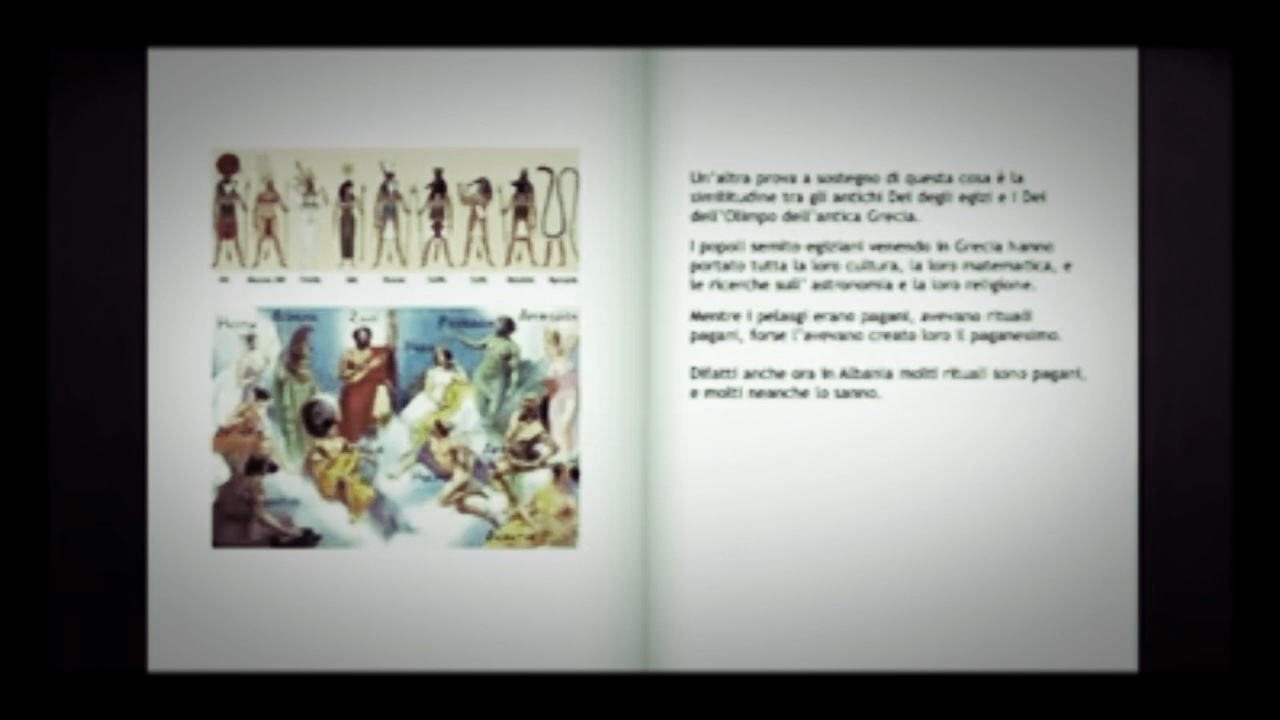 Zeus
Un'altra prova a sostegno di questa cosa è la
similitudine tra gli antichi Dei degli egizi e i Dei
dell'Olimpo dell'antica Grecia.
I popoli semito-egiziani venendo in Grecia hanno
portato tutta la loro cultura, la loro matematica, e
le ricerche sull' astronomia e la loro religione.
Mentre i pelasgi erano pagani, avevano rituali
pagani, forse l'avevano creato loro il paganesimo.
Difatti anche ora in Albania molti rituali sono pagani,
e molti neanche lo sanno.